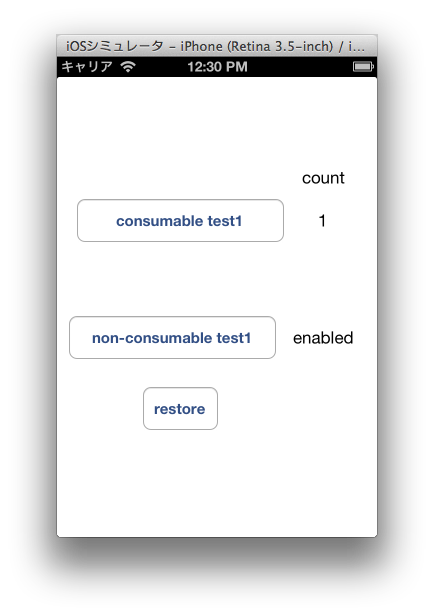 iOSシミュレータ – iPhone (Retina 3.5-inch) / i...
キャリア 12:30 PM
count
consumable test1 1
non-consumable test1 enabled
restore